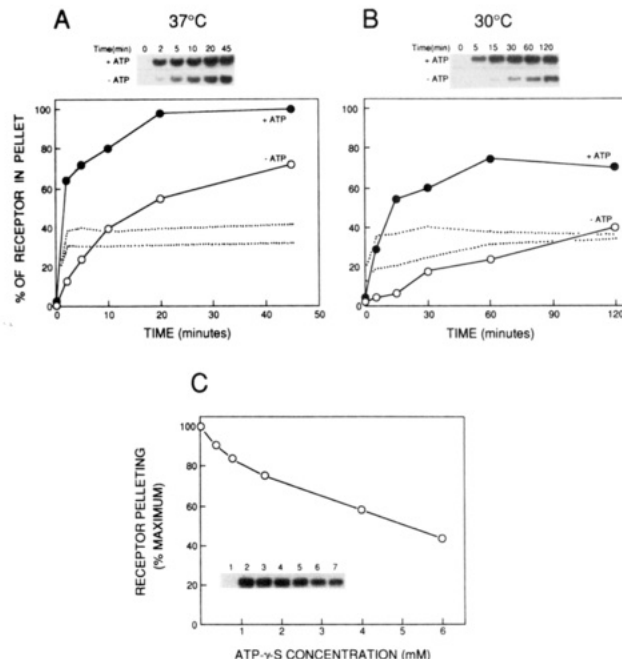 A
37°C
Time(min) 0 2 5 10 20 45
+ ATP
- ATP
% OF RECEPTOR IN PELLET
100
80
60
40
20
0
+ ATP
- ATP
0 10 20 30 40 50
TIME (minutes)
B
30°C
Time(min) 0 5 15 30 60 120
+ ATP
- ATP
100
80
60
40
20
0
+ ATP
- ATP
0 30 60 90 120
TIME (minutes)
C
RECEPTOR PELLETING
(% MAXIMUM)
100
80
60
40
20
0
1 2 3 4 5 6 7
1 2 3 4 5 6
ATP-γ-S CONCENTRATION (mM)